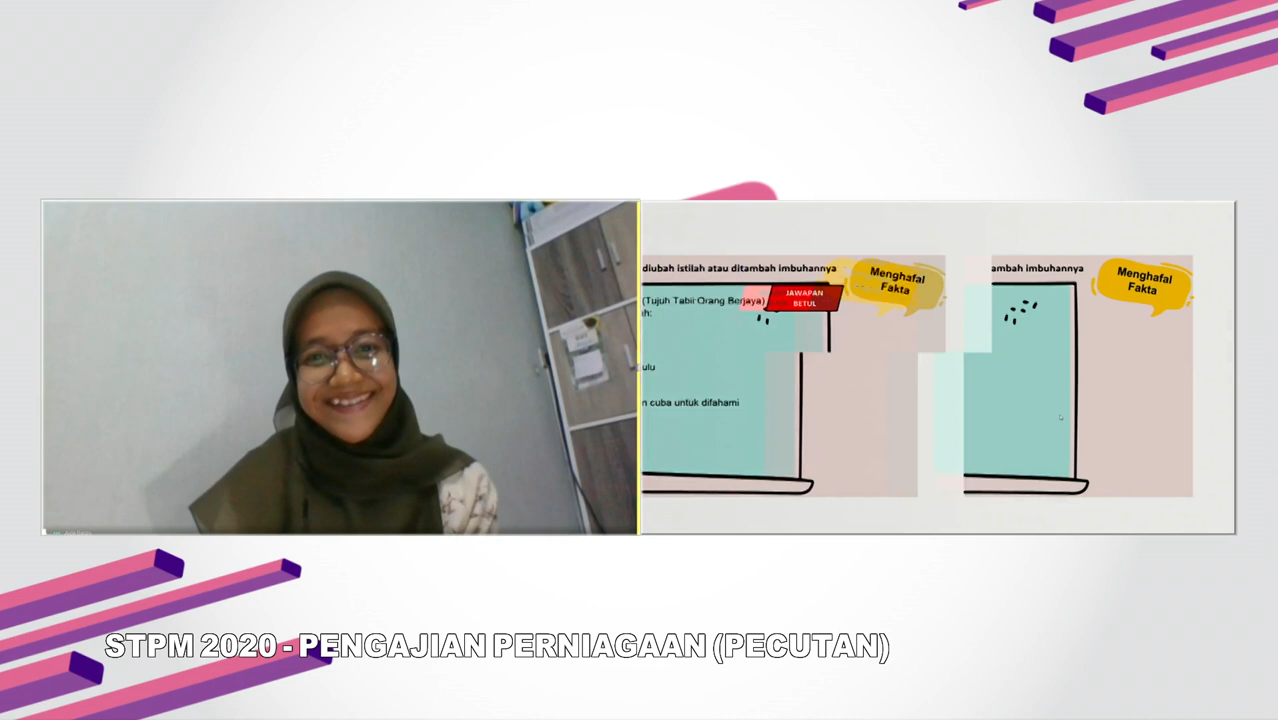 diubah istilah atau ditambah imbuhannya
Menghafal
Fakta
JAWAPAN
BETUL
(Tujuh Tabii Orang Berjaya)
ah:
ulu
n cuba untuk difahami
ambah imbuhannya
Menghafal
Fakta
STPM 2020 - PENGAJIAN PERNIAGAAN (PECUTAN)